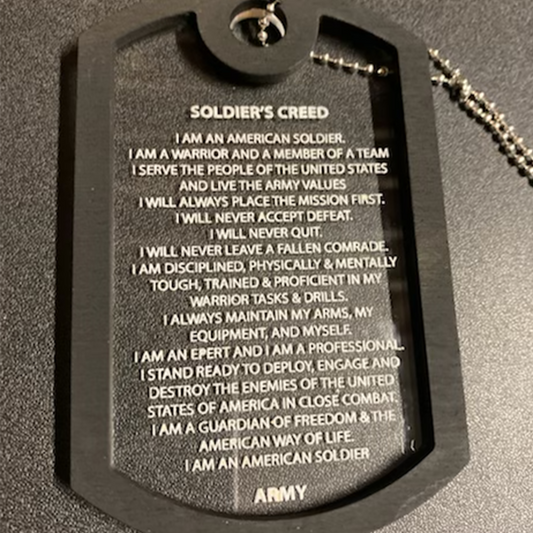 SOLDIER'S CREED
I AM AN AMERICAN SOLDIER.
I AM A WARRIOR AND A MEMBER OF A TEAM
I SERVE THE PEOPLE OF THE UNITED STATES
AND LIVE THE ARMY VALUES
I WILL ALWAYS PLACE THE MISSION FIRST.
I WILL NEVER ACCEPT DEFEAT.
I WILL NEVER QUIT.
I WILL NEVER LEAVE A FALLEN COMRADE.
I AM DISCIPLINED, PHYSICALLY & MENTALLY
TOUGH, TRAINED & PROFICIENT IN MY
WARRIOR TASKS & DRILLS.
I ALWAYS MAINTAIN MY ARMS, MY
EQUIPMENT, AND MYSELF.
I AM AN EPERT AND I AM A PROFESSIONAL.
I STAND READY TO DEPLOY, ENGAGE AND
DESTROY THE ENEMIES OF THE UNITED
STATES OF AMERICA IN CLOSE COMBAT.
I AM A GUARDIAN OF FREEDOM & THE
AMERICAN WAY OF LIFE.
I AM AN AMERICAN SOLDIER
ARMY